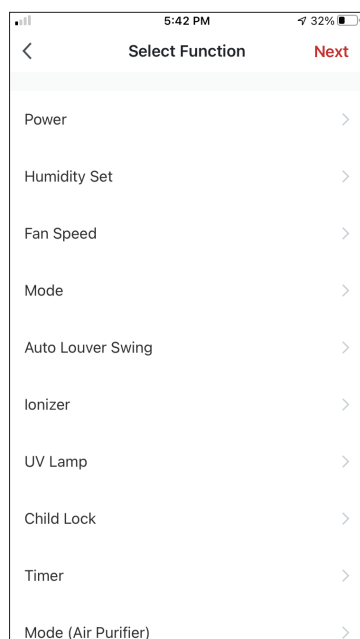 5:42 PM 32%
Select Function Next
Power
Humidity Set
Fan Speed
Mode
Auto Louver Swing
Ionizer
UV Lamp
Child Lock
Timer
Mode (Air Purifier)